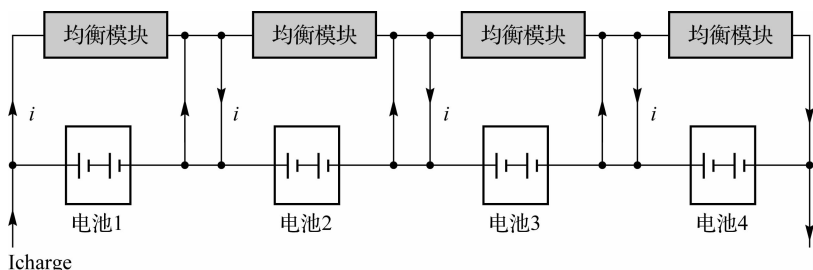 均衡模块 均衡模块 均衡模块 均衡模块
i i i i
电池1 电池2 电池3 电池4
Icharge